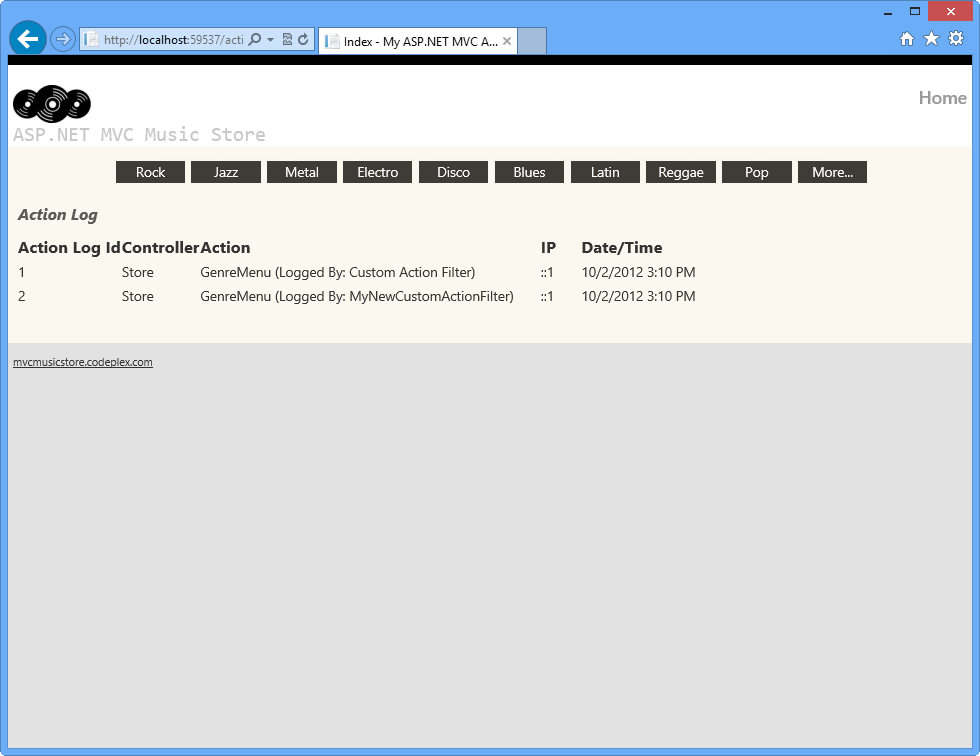 http://localhost:59537/acti
Index - My ASP.NET MVC A...
Home
ASP.NET MVC Music Store
Rock Jazz Metal Electro Disco Blues Latin Reggae Pop More...
Action Log
Action Log Id Controller Action IP Date/Time
1 Store GenreMenu (Logged By: Custom Action Filter) ::1 10/2/2012 3:10 PM
2 Store GenreMenu (Logged By: MyNewCustomActionFilter) ::1 10/2/2012 3:10 PM
mvcmusicstore.codeplex.com